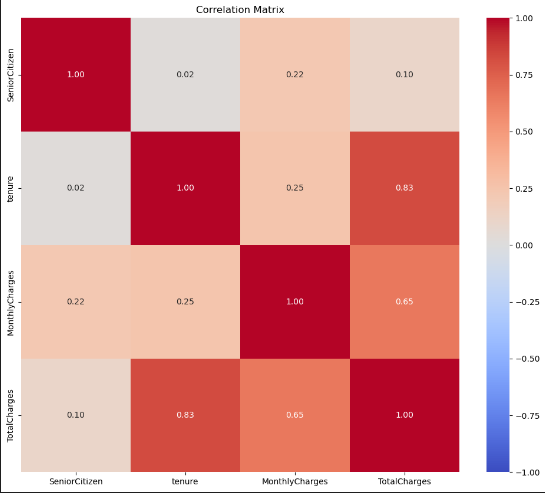 Correlation Matrix
SeniorCitizen
1.00
0.02
0.22
0.10
tenure
0.02
1.00
0.25
0.83
MonthlyCharges
0.22
0.25
1.00
0.65
TotalCharges
0.10
0.83
0.65
1.00
SeniorCitizen
tenure
MonthlyCharges
TotalCharges
1.00
0.75
0.50
0.25
0.00
−0.25
−0.50
−0.75
−1.00